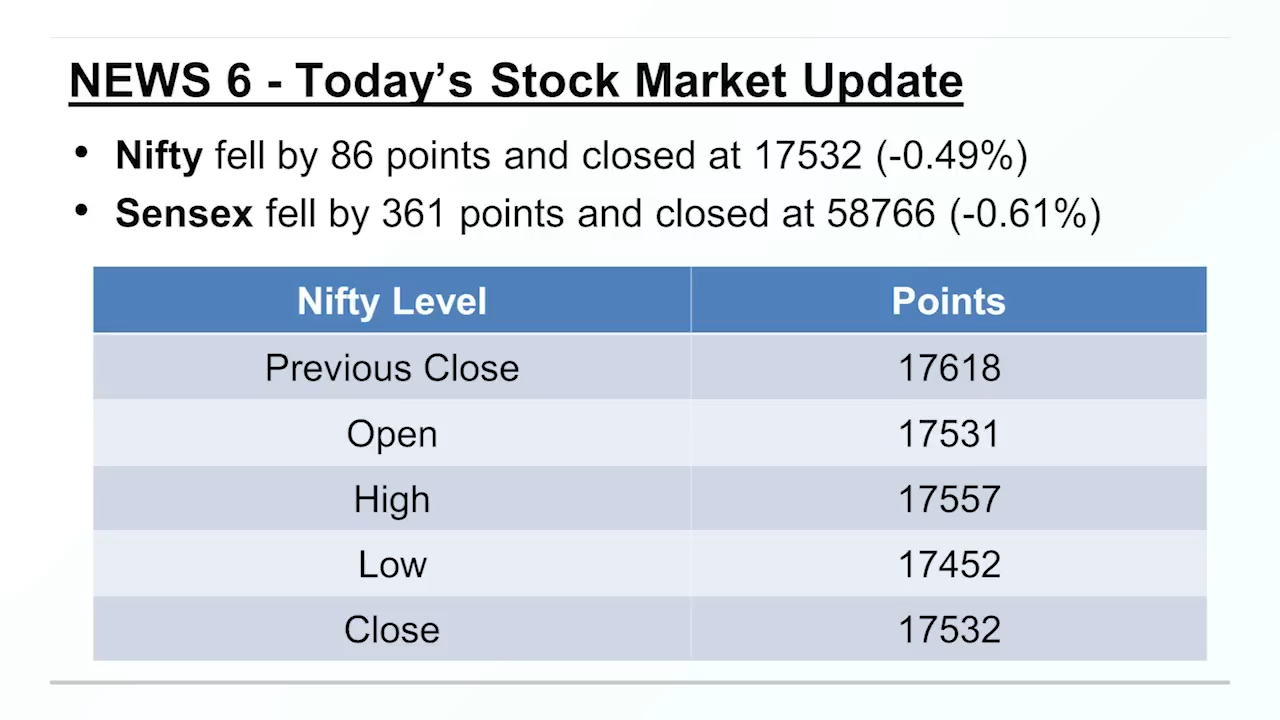 NEWS 6 - Today’s Stock Market Update
• Nifty fell by 86 points and closed at 17532 (-0.49%)
• Sensex fell by 361 points and closed at 58766 (-0.61%)
Nifty Level Points
Previous Close 17618
Open 17531
High 17557
Low 17452
Close 17532